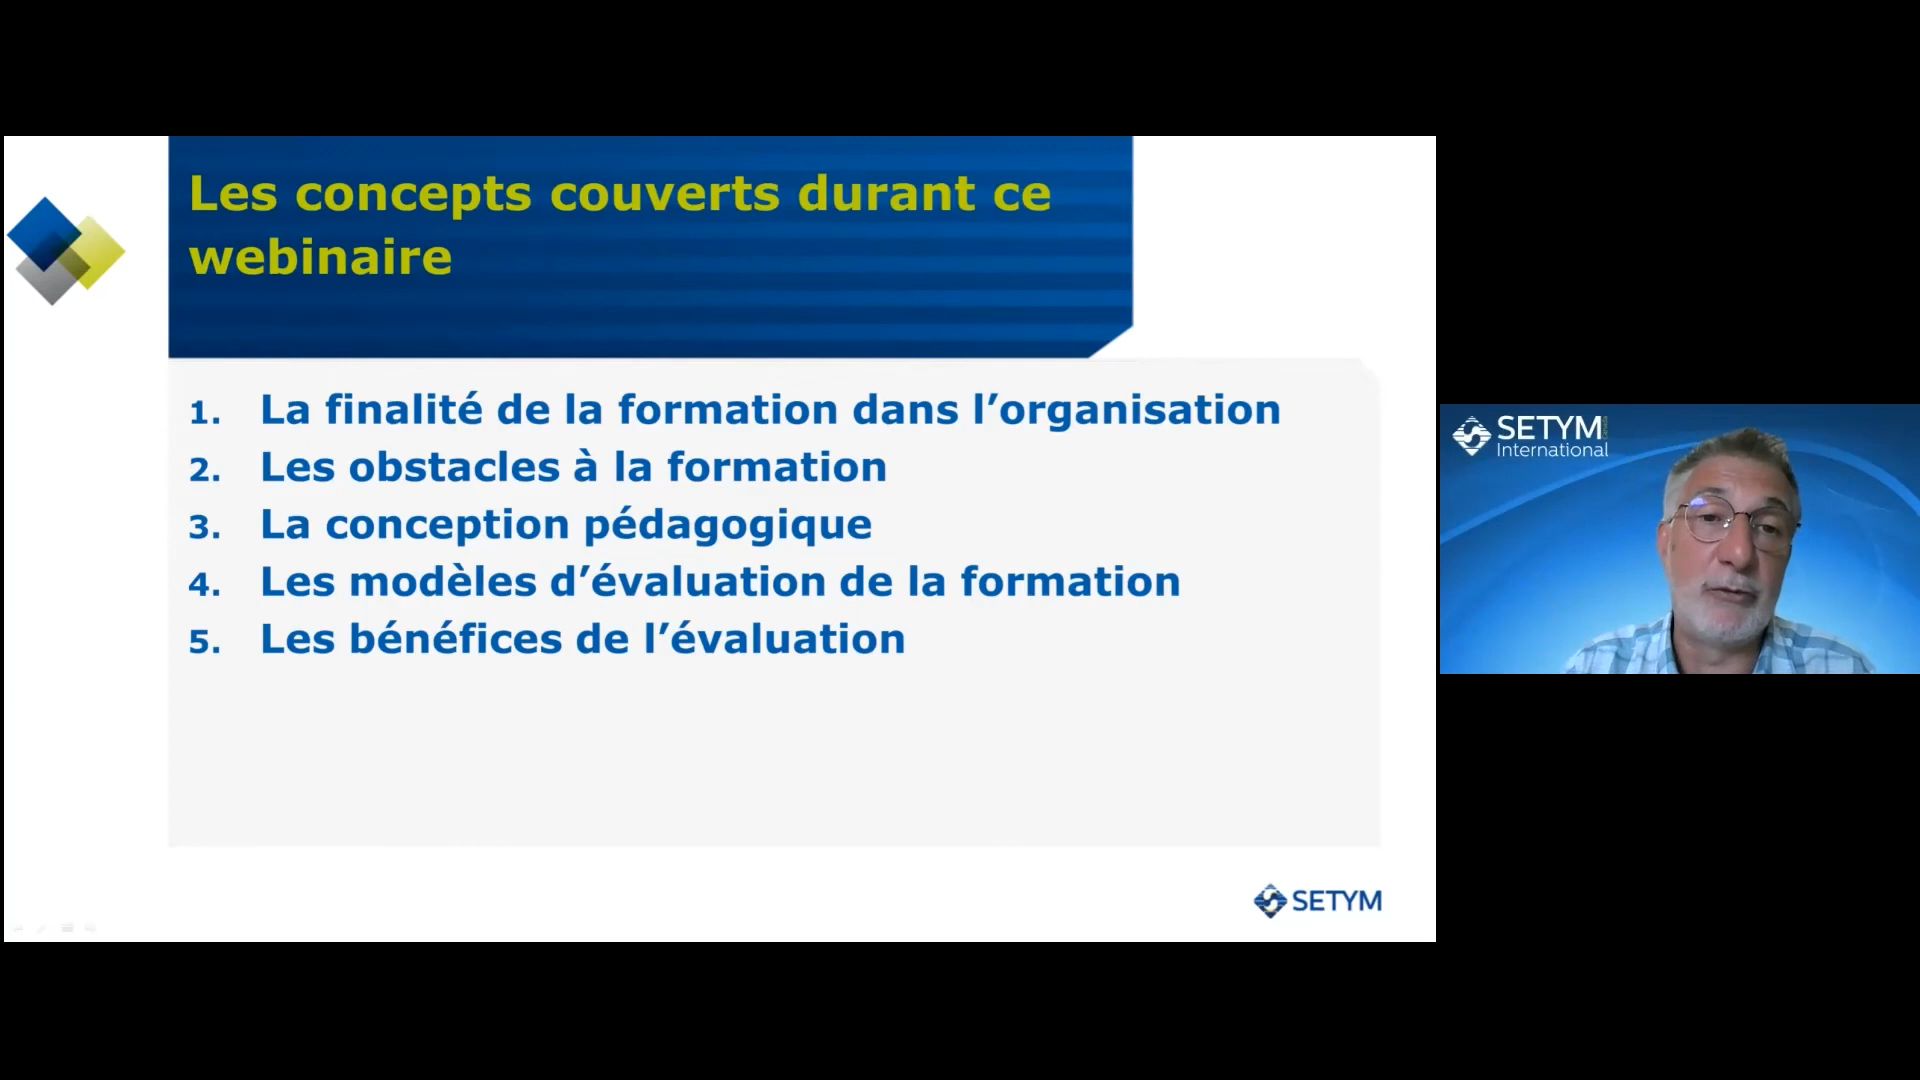 Les concepts couverts durant ce
webinaire
1. La finalité de la formation dans l’organisation
2. Les obstacles à la formation
3. La conception pédagogique
4. Les modèles d’évaluation de la formation
5. Les bénéfices de l’évaluation
SETYM
SETYM
International